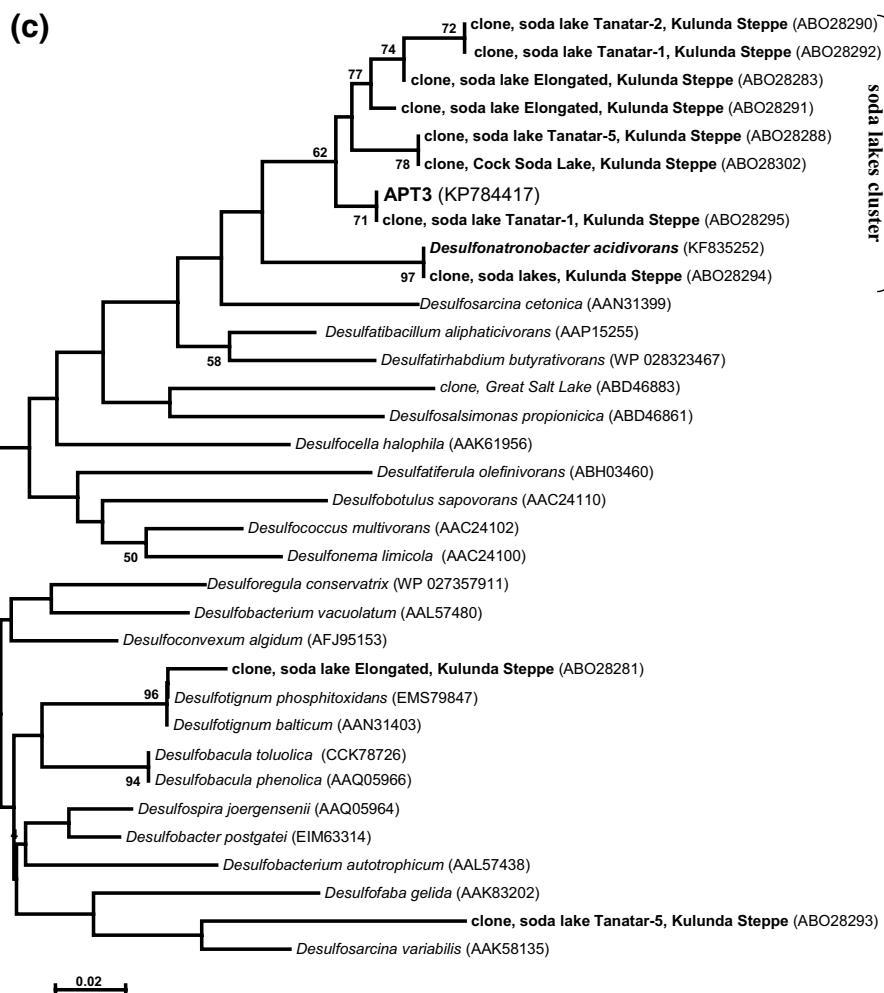 (c)
72
clone, soda lake Tanatar-2, Kulunda Steppe (ABO28290)
clone, soda lake Tanatar-1, Kulunda Steppe (ABO28292)
74
clone, soda lake Elongated, Kulunda Steppe (ABO28283)
77
clone, soda lake Elongated, Kulunda Steppe (ABO28291)
clone, soda lake Tanatar-5, Kulunda Steppe (ABO28288)
78
clone, Cock Soda Lake, Kulunda Steppe (ABO28302)
62
APT3 (KP784417)
71
clone, soda lake Tanatar-1, Kulunda Steppe (ABO28295)
Desulfonatronobacter acidivorans (KF835252)
97
clone, soda lakes, Kulunda Steppe (ABO28294)
soda lakes cluster
Desulfosarcina cetonica (AAN31399)
Desulfatibacillum aliphaticivorans (AAP15255)
58
Desulfatirhabdium butyrativorans (WP 028323467)
clone, Great Salt Lake (ABD46883)
Desulfosalsimonas propionicica (ABD46861)
Desulfocella halophila (AAK61956)
Desulfatiferula olefinivorans (ABH03460)
Desulfobotulus sapovorans (AAC24110)
Desulfococcus multivorans (AAC24102)
50
Desulfonema limicola (AAC24100)
Desulforegula conservatrix (WP 027357911)
Desulfobacterium vacuolatum (AAL57480)
Desulfoconvexum algidum (AFJ95153)
clone, soda lake Elongated, Kulunda Steppe (ABO28281)
96
Desulfotignum phosphitoxidans (EMS79847)
Desulfotignum balticum (AAN31403)
Desulfobacula toluolica (CCK78726)
94
Desulfobacula phenolica (AAQ05966)
Desulfospira joergensenii (AAQ05964)
Desulfobacter postgatei (EIM63314)
Desulfobacterium autotrophicum (AAL57438)
Desulfofaba gelida (AAK83202)
clone, soda lake Tanatar-5, Kulunda Steppe (ABO28293)
Desulfosarcina variabilis (AAK58135)
0.02